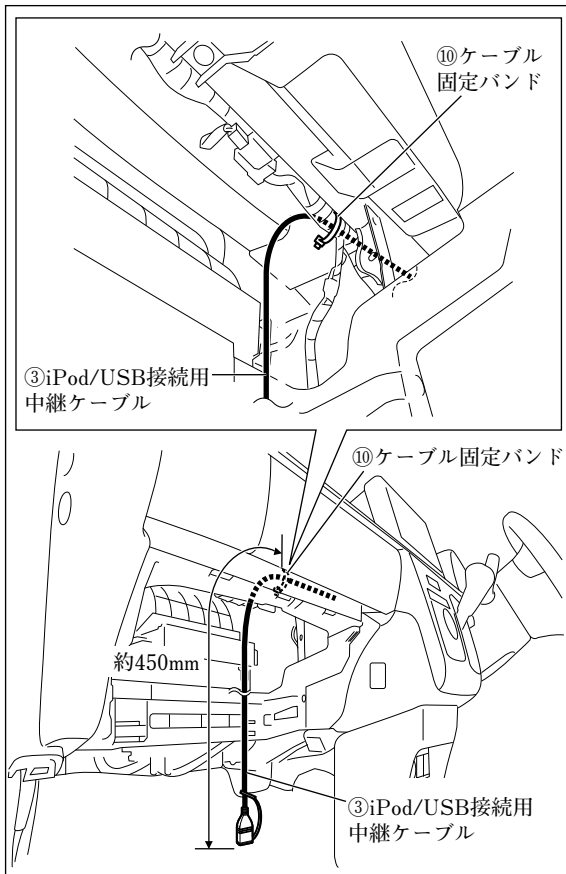 ⑩ケーブル
固定バンド
③iPod/USB接続用
中継ケーブル
⑩ケーブル固定バンド
約450mm
③iPod/USB接続用
中継ケーブル